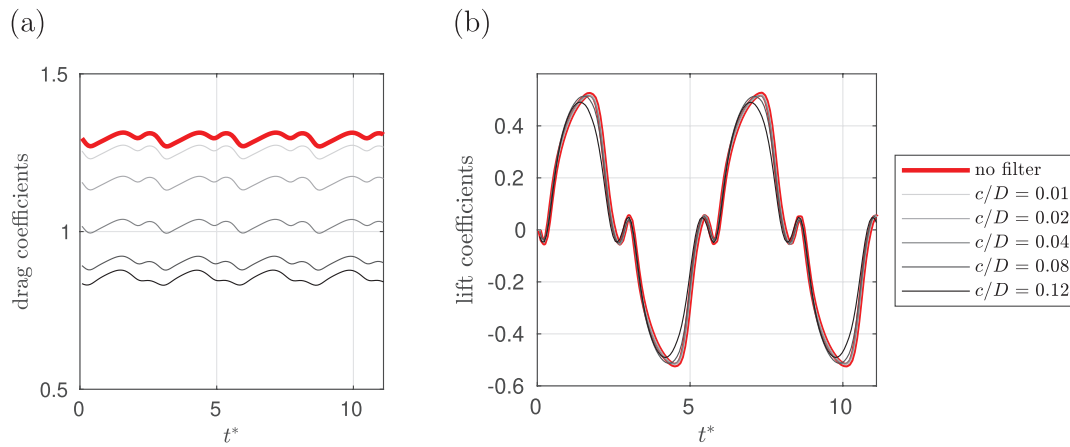 (a)
1.5
1
0.5
0
5
10
drag coefficients
t*
(b)
0.4
0.2
0
-0.2
-0.4
-0.6
0
5
10
lift coefficients
t*
no filter
c/D = 0.01
c/D = 0.02
c/D = 0.04
c/D = 0.08
c/D = 0.12